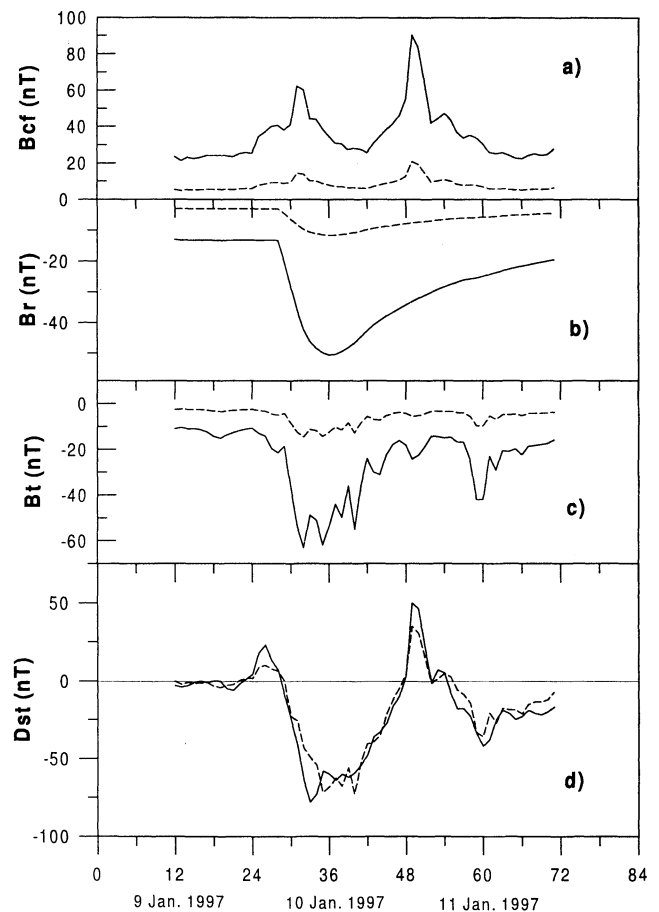 100
80
60
40
20
0
Bcf (nT)
a)
-20
-40
Br (nT)
b)
0
-20
-40
-60
Bt (nT)
c)
50
0
-50
-100
Dst (nT)
d)
0 12 24 36 48 60 72 84
9 Jan. 1997 10 Jan. 1997 11 Jan. 1997